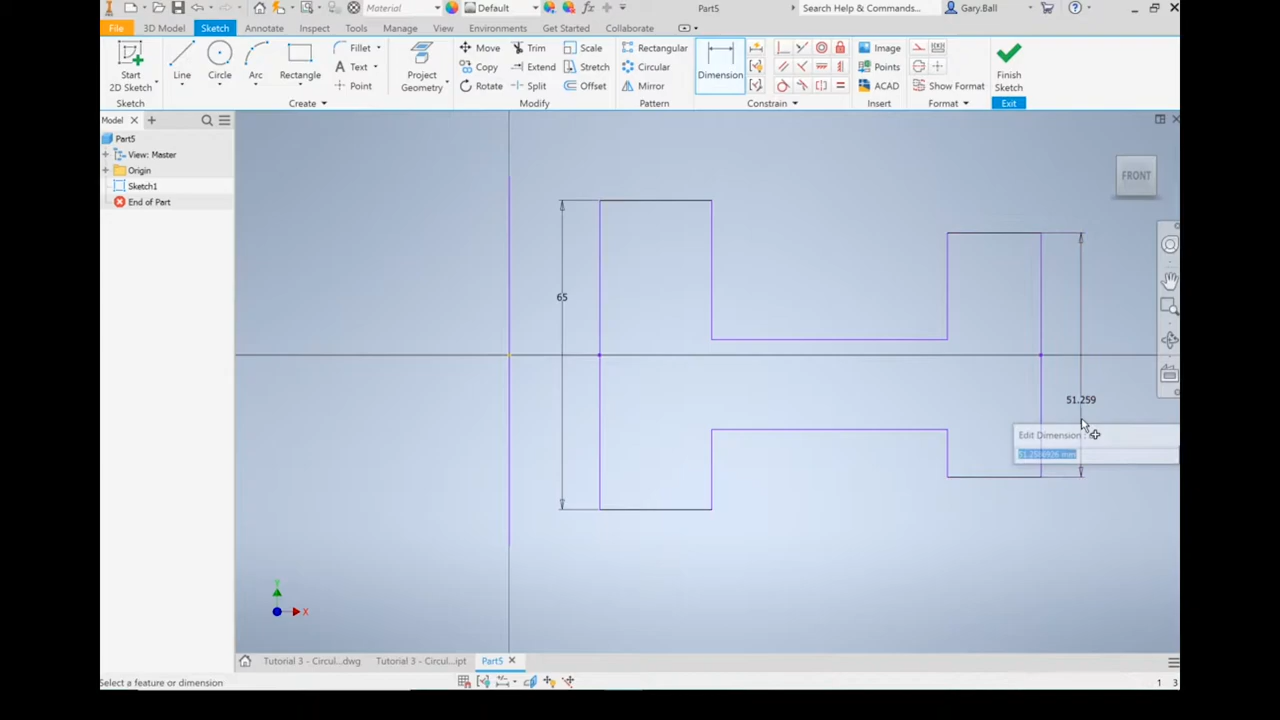 Material
Default
Part5
Search Help & Commands...
Gary.Ball
File
3D Model
Sketch
Annotate
Inspect
Tools
Manage
View
Environments
Get Started
Collaborate
Start
2D Sketch
Line
Circle
Arc
Rectangle
Fillet
Text
Point
Project
Geometry
Move
Copy
Rotate
Trim
Extend
Split
Scale
Stretch
Offset
Rectangular
Circular
Mirror
Dimension
Image
Points
ACAD
Show Format
Finish
Sketch
Sketch
Create
Modify
Pattern
Constrain
Insert
Format
Exit
Model
Part5
View: Master
Origin
Sketch1
End of Part
FRONT
65
51.259
Edit Dimension :
Y
X
Tutorial 3 - Circul...dwg
Tutorial 3 - Circul...ipt
Part5
Select a feature or dimension
1
3